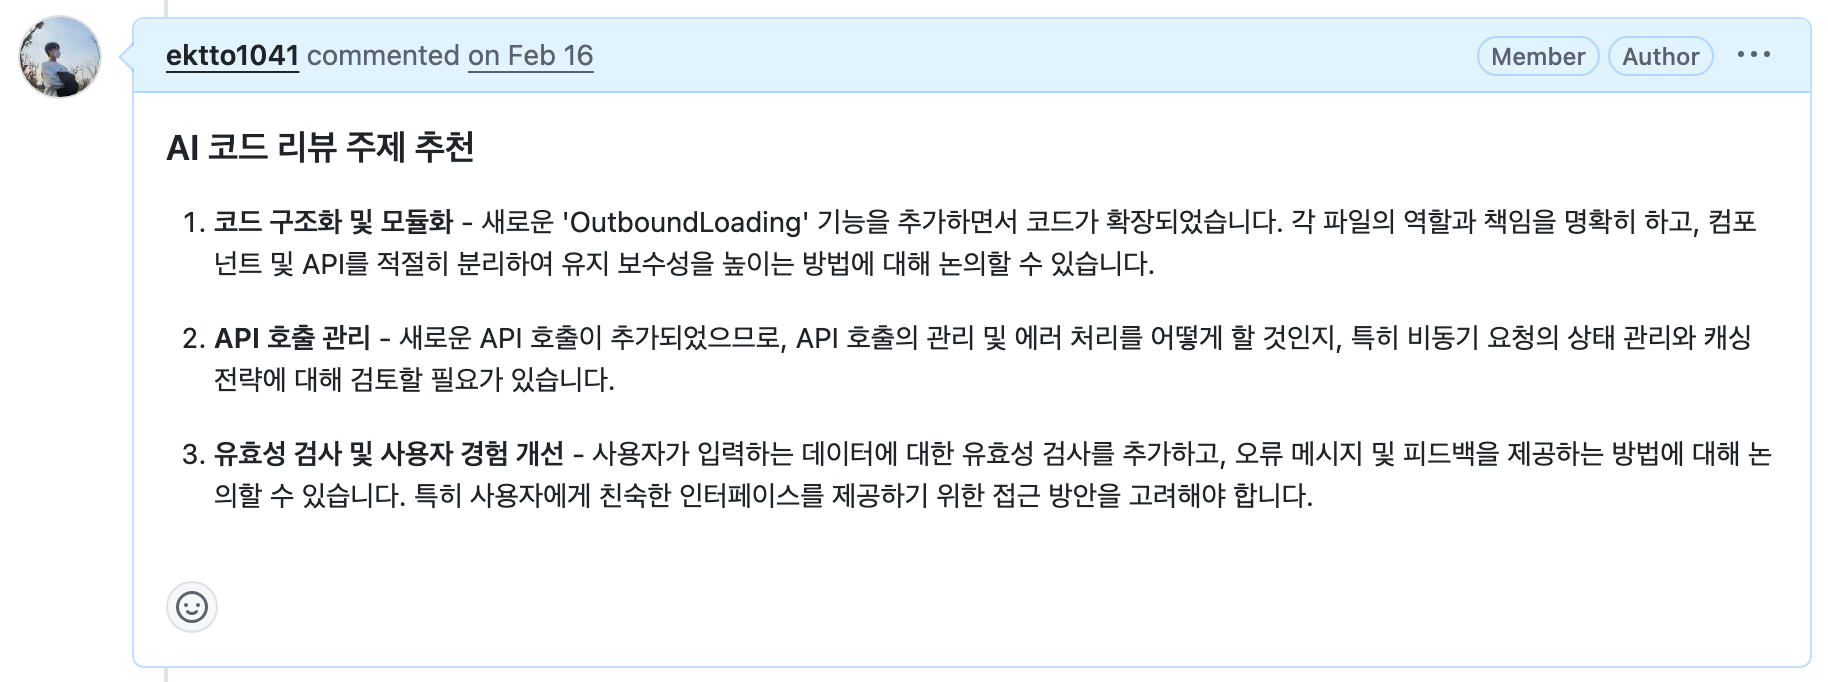 ektto1041 commented on Feb 16 Member Author
AI 코드 리뷰 주제 추천
1. 코드 구조화 및 모듈화 - 새로운 'OutboundLoading' 기능을 추가하면서 코드가 확장되었습니다. 각 파일의 역할과 책임을 명확히 하고, 컴포
넌트 및 API를 적절히 분리하여 유지 보수성을 높이는 방법에 대해 논의할 수 있습니다.
2. API 호출 관리 - 새로운 API 호출이 추가되었으므로, API 호출의 관리 및 에러 처리를 어떻게 할 것인지, 특히 비동기 요청의 상태 관리와 캐싱
전략에 대해 검토할 필요가 있습니다.
3. 유효성 검사 및 사용자 경험 개선 - 사용자가 입력하는 데이터에 대한 유효성 검사를 추가하고, 오류 메시지 및 피드백을 제공하는 방법에 대해 논
의할 수 있습니다. 특히 사용자에게 친숙한 인터페이스를 제공하기 위한 접근 방안을 고려해야 합니다.